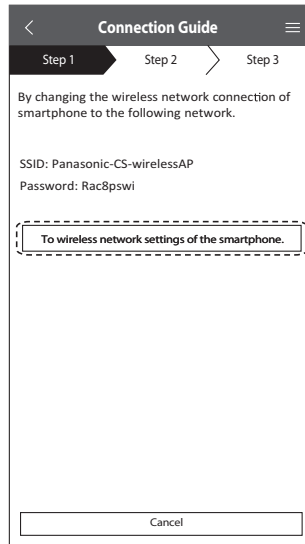 Connection Guide
Step 1 Step 2 Step 3
By changing the wireless network connection of
smartphone to the following network.
SSID: Panasonic-CS-wirelessAP
Password: Rac8pswi
To wireless network settings of the smartphone.
Cancel